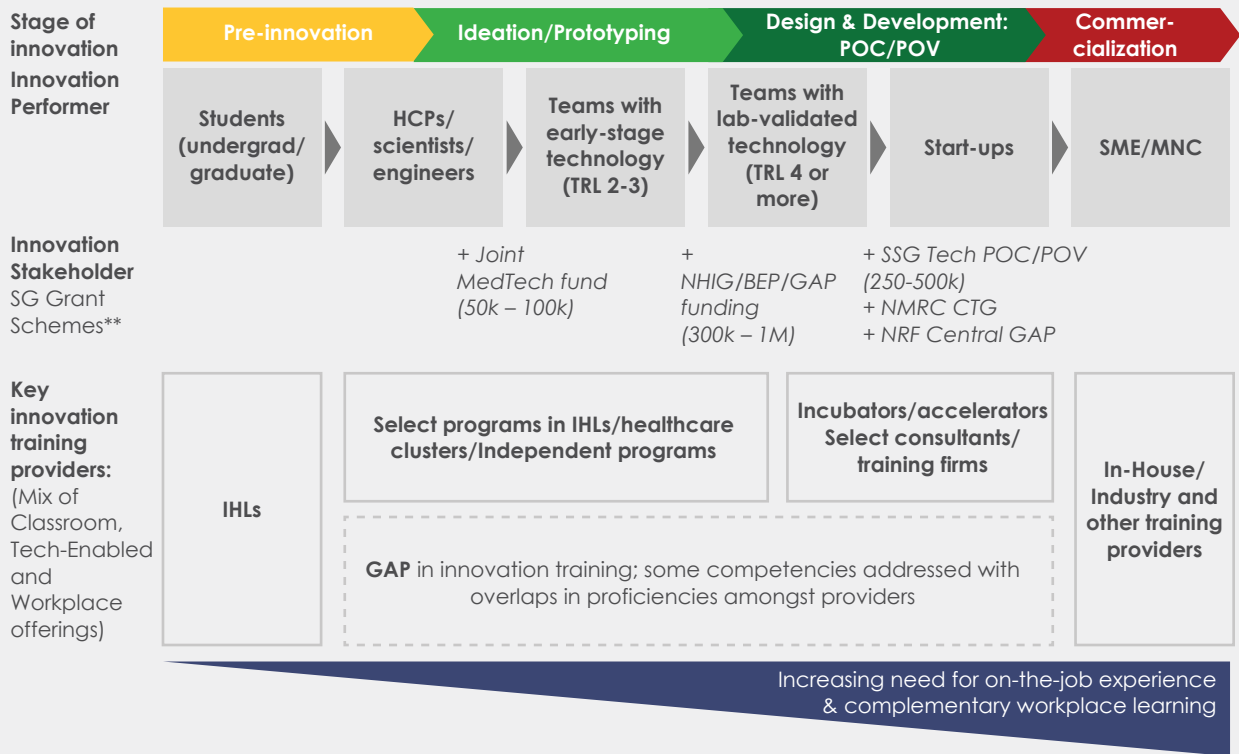 Stage of
innovation
Pre-innovation
Ideation/Prototyping
Design & Development:
POC/POV
Commer-
cialization
Innovation
Performer
Students
(undergrad/
graduate)
HCPs/
scientists/
engineers
Teams with
early-stage
technology
(TRL 2-3)
Teams with
lab-validated
technology
(TRL 4 or
more)
Start-ups
SME/MNC
Innovation
Stakeholder
SG Grant
Schemes**
+ Joint
MedTech fund
(50k – 100k)
+
NHIG/BEP/GAP
funding
(300k – 1M)
+ SSG Tech POC/POV
(250-500k)
+ NMRC CTG
+ NRF Central GAP
Key
innovation
training
providers:
(Mix of
Classroom,
Tech-Enabled
and
Workplace
offerings)
IHLs
Select programs in IHLs/healthcare
clusters/Independent programs
Incubators/accelerators
Select consultants/
training firms
GAP in innovation training; some competencies addressed with
overlaps in proficiencies amongst providers
In-House/
Industry and
other training
providers
Increasing need for on-the-job experience
& complementary workplace learning